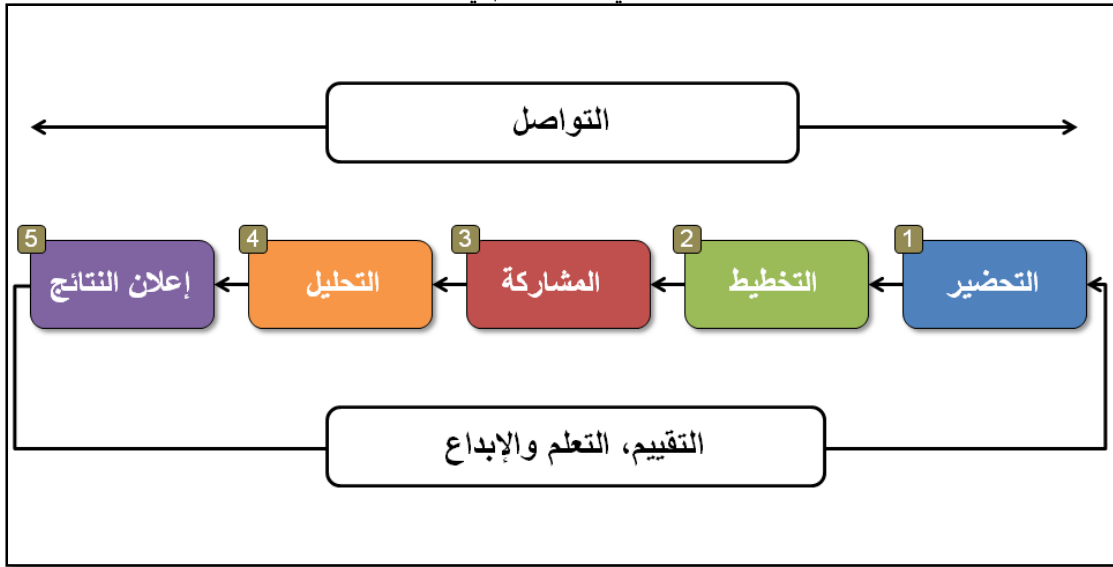 التواصل
1
التحضير
2
التخطيط
3
المشاركة
4
التحليل
5
إعلان النتائج
التقييم، التعلم والإبداع